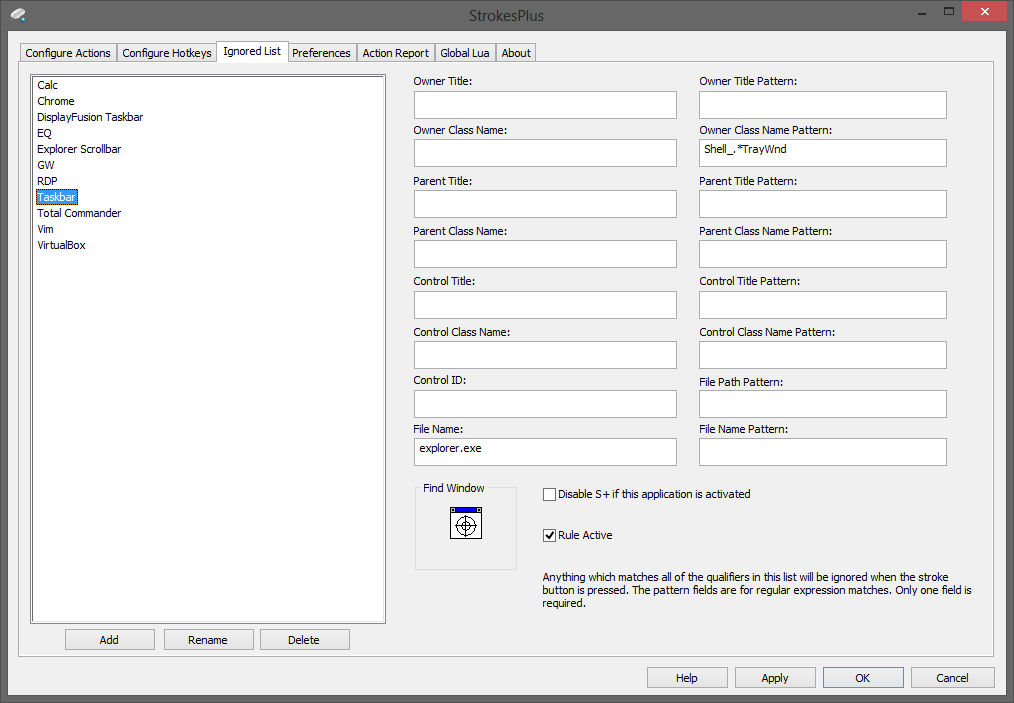 StrokesPlus
Configure Actions Configure Hotkeys Ignored List Preferences Action Report Global Lua About
Calc
Chrome
DisplayFusion Taskbar
EQ
Explorer Scrollbar
GW
RDP
Taskbar
Total Commander
Vim
VirtualBox
Add Rename Delete
Owner Title: Owner Title Pattern:
Owner Class Name: Owner Class Name Pattern:
Shell_.*TrayWnd
Parent Title: Parent Title Pattern:
Parent Class Name: Parent Class Name Pattern:
Control Title: Control Title Pattern:
Control Class Name: Control Class Name Pattern:
Control ID: File Path Pattern:
File Name: File Name Pattern:
explorer.exe
Find Window
Disable S+ if this application is activated
Rule Active
Anything which matches all of the qualifiers in this list will be ignored when the stroke
button is pressed. The pattern fields are for regular expression matches. Only one field is
required.
Help Apply OK Cancel